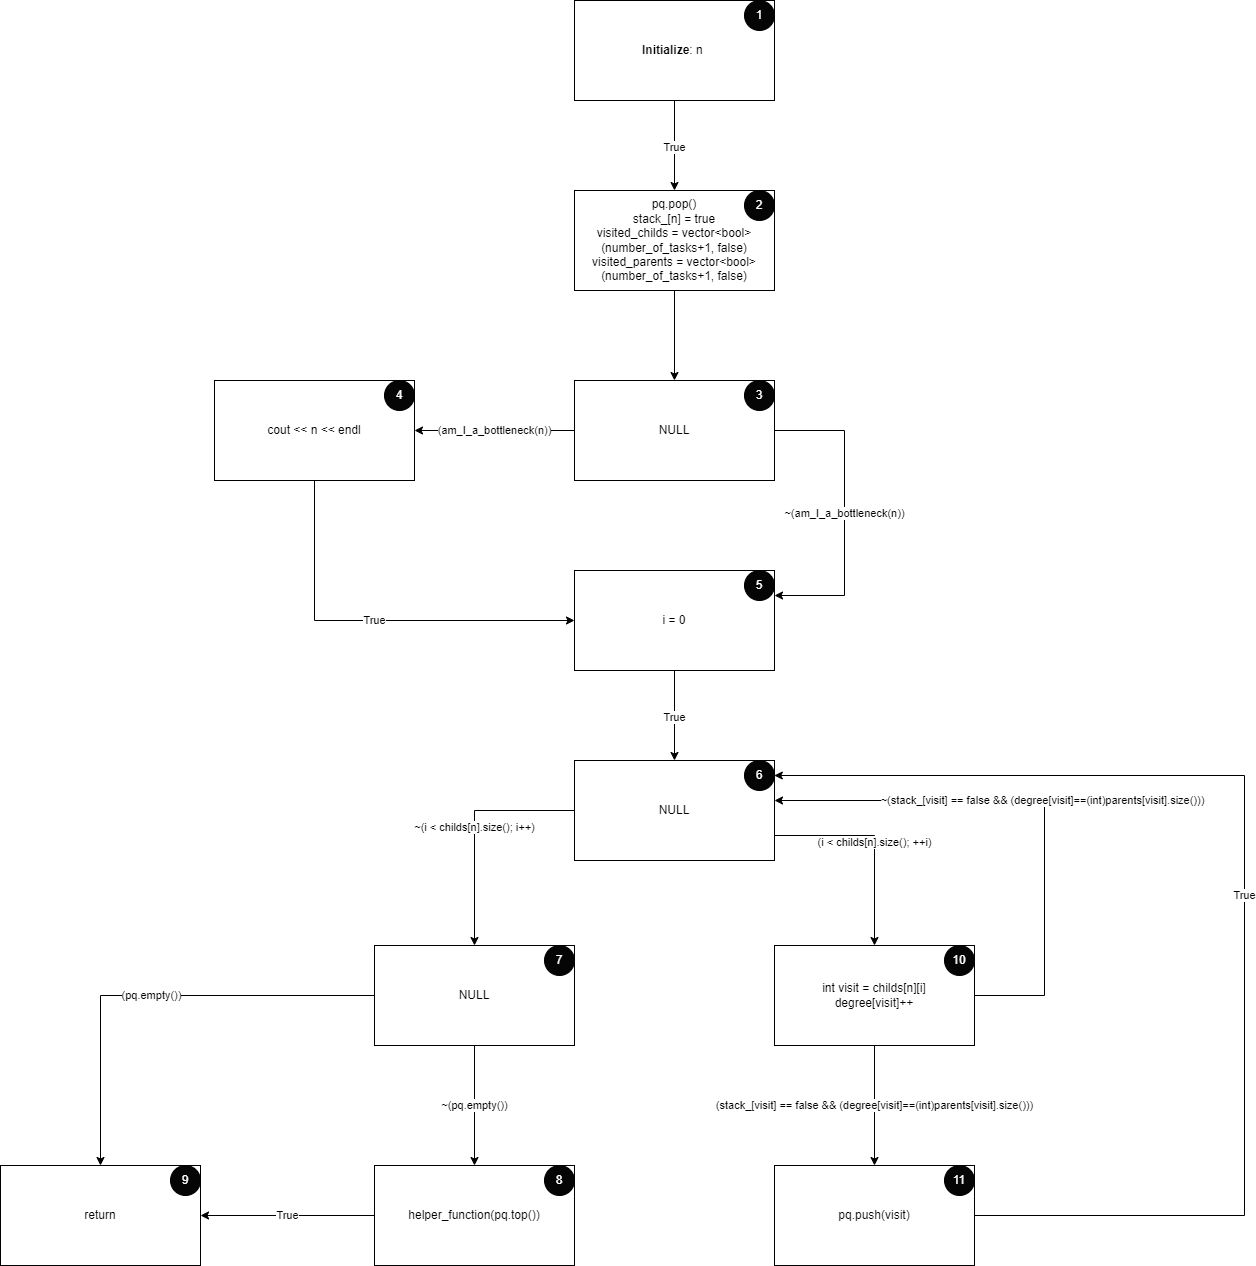 1
Initialize: n
True
2
pq.pop()
stack_[n] = true
visited_childs = vector<bool>
(number_of_tasks+1, false)
visited_parents = vector<bool>
(number_of_tasks+1, false)
4
cout << n << endl
(am_I_a_bottleneck(n))
3
NULL
~(am_I_a_bottleneck(n))
5
i = 0
True
True
6
NULL
~(stack_[visit] == false && (degree[visit]==(int)parents[visit].size()))
~(i < childs[n].size(); i++)
(i < childs[n].size(); ++i)
True
7
NULL
10
int visit = childs[n][i]
degree[visit]++
(pq.empty())
~(pq.empty())
(stack_[visit] == false && (degree[visit]==(int)parents[visit].size()))
9
return
True
8
helper_function(pq.top())
11
pq.push(visit)